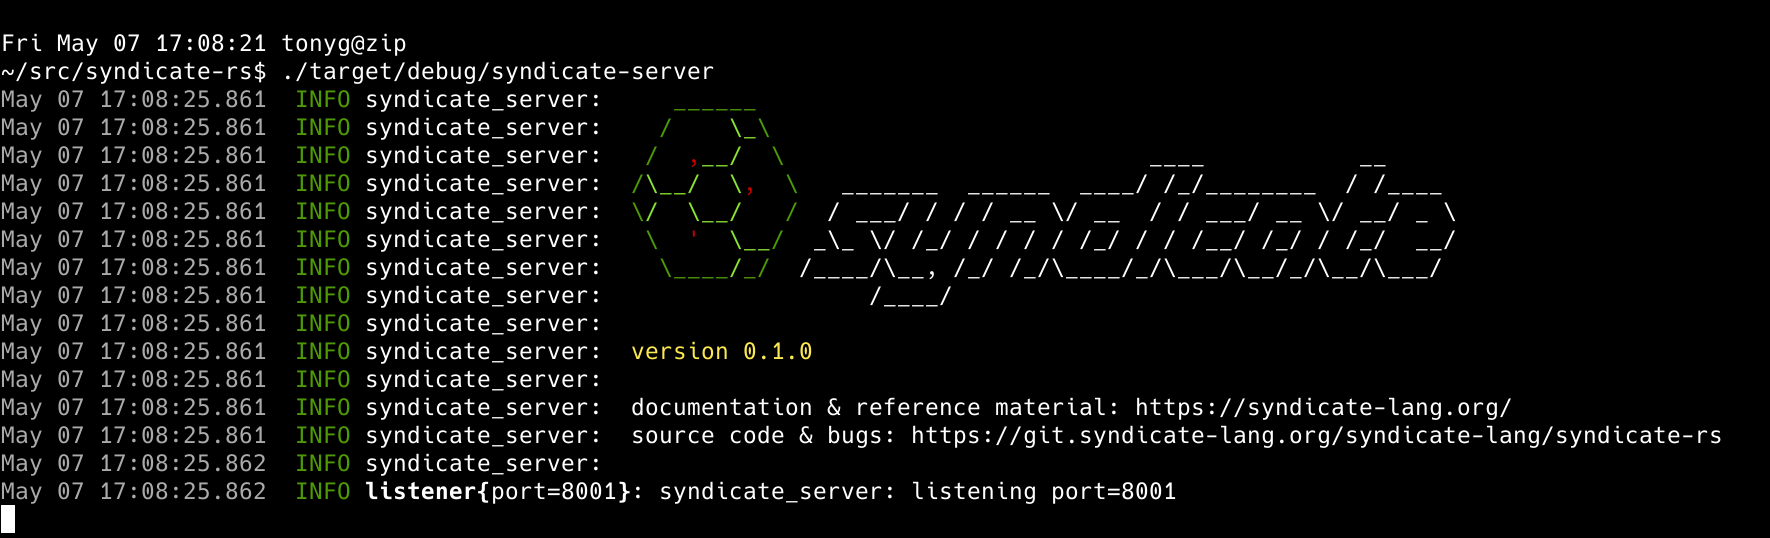 Fri May 07 17:08:21 tonyg@zip
~/src/syndicate-rs$ ./target/debug/syndicate-server
May 07 17:08:25.861  INFO syndicate_server:     ______
May 07 17:08:25.861  INFO syndicate_server:    /    \_\
May 07 17:08:25.861  INFO syndicate_server:   /  ,__/  \                          ____           __
May 07 17:08:25.861  INFO syndicate_server:  /\__/  \,  \   _______  ______  ____/ /-/________  / /____
May 07 17:08:25.861  INFO syndicate_server:  \/  \__/   /  / ___/ / / / __ \/ __  / / ___/ __ \/ __/ _ \
May 07 17:08:25.861  INFO syndicate_server:   \  '  \__/  _\_ \/ /_/ / / / / /_/ / / /__/ /_/ / /_/  __/
May 07 17:08:25.861  INFO syndicate_server:    \____/_/  /____/\__, /_/ /_/\____/_/\___/\__/_/\__/\___/
May 07 17:08:25.861  INFO syndicate_server:                   /____/
May 07 17:08:25.861  INFO syndicate_server:
May 07 17:08:25.861  INFO syndicate_server:  version 0.1.0
May 07 17:08:25.861  INFO syndicate_server:
May 07 17:08:25.861  INFO syndicate_server:  documentation & reference material: https://syndicate-lang.org/
May 07 17:08:25.861  INFO syndicate_server:  source code & bugs: https://git.syndicate-lang.org/syndicate-lang/syndicate-rs
May 07 17:08:25.862  INFO syndicate_server:
May 07 17:08:25.862  INFO listener{port=8001}: syndicate_server: listening port=8001